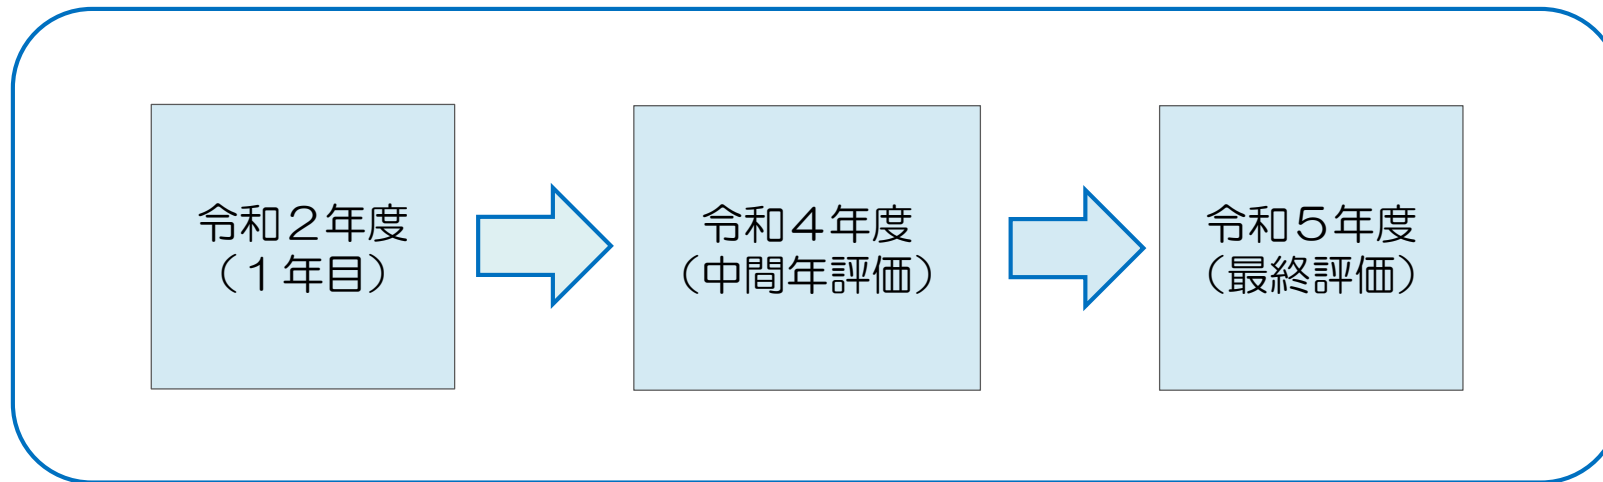 令和２年度
（１年目）
令和４年度
（中間年評価）
令和５年度
（最終評価）